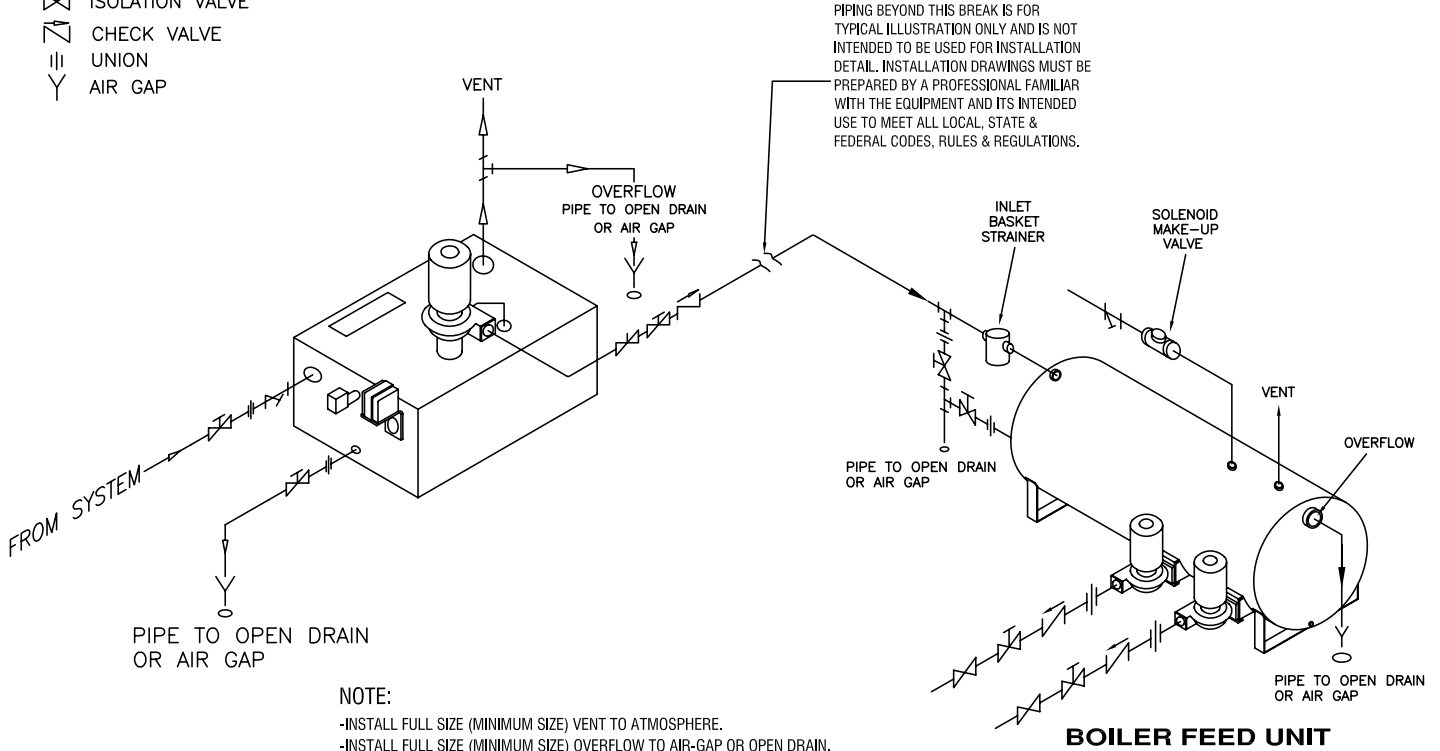 ISOLATION VALVE
CHECK VALVE
UNION
AIR GAP
PIPING BEYOND THIS BREAK IS FOR
TYPICAL ILLUSTRATION ONLY AND IS NOT
INTENDED TO BE USED FOR INSTALLATION
DETAIL. INSTALLATION DRAWINGS MUST BE
PREPARED BY A PROFESSIONAL FAMILIAR
WITH THE EQUIPMENT AND ITS INTENDED
USE TO MEET ALL LOCAL, STATE &
FEDERAL CODES, RULES & REGULATIONS.
VENT
OVERFLOW
PIPE TO OPEN DRAIN
OR AIR GAP
INLET
BASKET
STRAINER
SOLENOID
MAKE-UP
VALVE
VENT
OVERFLOW
PIPE TO OPEN DRAIN
OR AIR GAP
FROM SYSTEM
PIPE TO OPEN DRAIN
OR AIR GAP
PIPE TO OPEN DRAIN
OR AIR GAP
NOTE:
-INSTALL FULL SIZE (MINIMUM SIZE) VENT TO ATMOSPHERE.
-INSTALL FULL SIZE (MINIMUM SIZE) OVERFLOW TO AIR-GAP OR OPEN DRAIN.
BOILER FEED UNIT